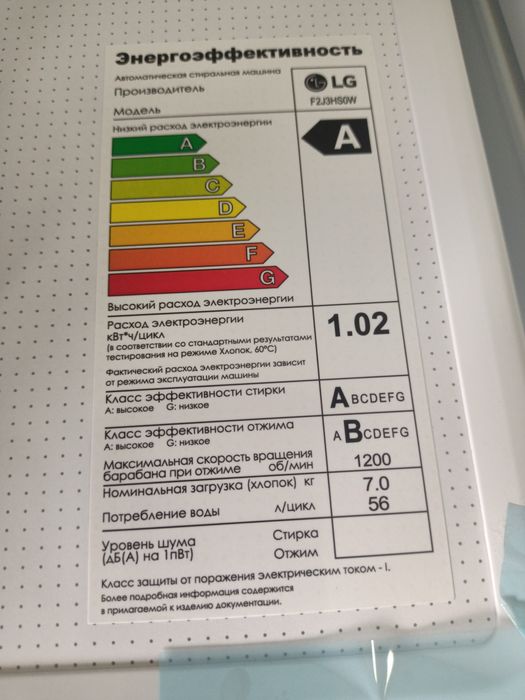 Энергоэффективность
Автоматическая стиральная машина
Производитель
LG
Модель
F2J3HS0W
Низкий расход электроэнергии
A
A
B
C
D
E
F
G
Высокий расход электроэнергии
Расход электроэнергии
кВт*ч/цикл
1.02
(в соответствии со стандартными результатами
тестирования на режиме Хлопок, 60°C)
Фактический расход электроэнергии зависит
от режима эксплуатации машины
Класс эффективности стирки
ABCDEFG
A: высокое G: низкое
Класс эффективности отжима
ABCDEFG
A: высокое G: низкое
Максимальная скорость вращения
барабана при отжиме об/мин
1200
Номинальная загрузка (хлопок) кг
7.0
Потребление воды л/цикл
56
Уровень шума Стирка
(дБ(А) на 1пВт) Отжим
Класс защиты от поражения электрическим током - I.
Более подробная информация содержится
в прилагаемой к изделию документации.